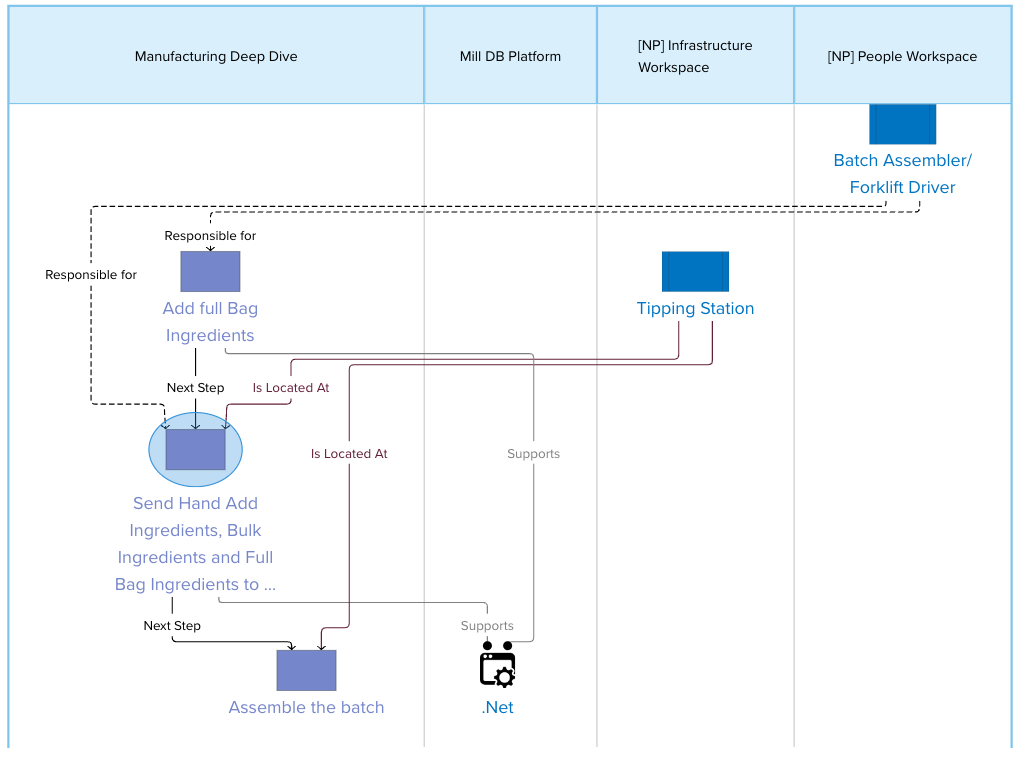 Manufacturing Deep Dive
Mill DB Platform
[NP] Infrastructure
Workspace
[NP] People Workspace
Batch Assembler/
Forklift Driver
Responsible for
Responsible for
Add full Bag
Ingredients
Tipping Station
Next Step
Is Located At
Is Located At
Supports
Send Hand Add
Ingredients, Bulk
Ingredients and Full
Bag Ingredients to ...
Next Step
Supports
Assemble the batch
.Net